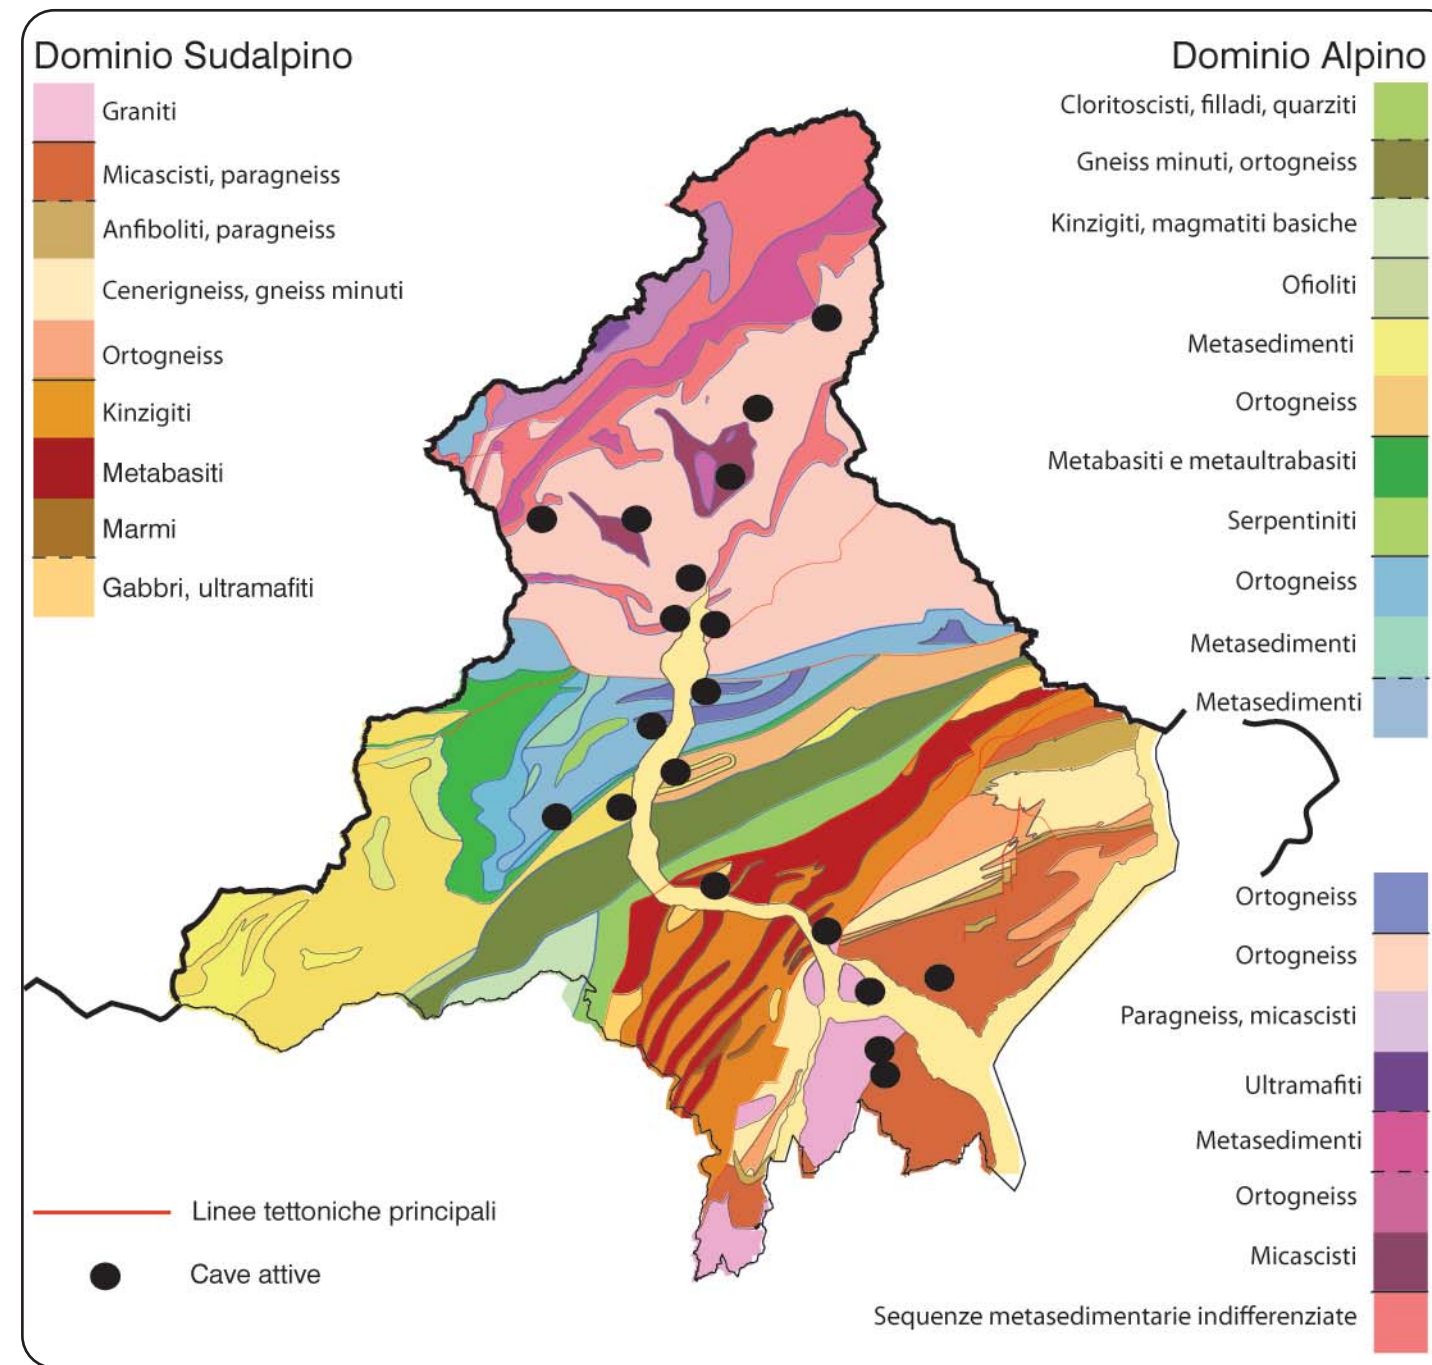 Dominio Sudalpino
Graniti
Micascisti, paragneiss
Anfiboliti, paragneiss
Cenerigneiss, gneiss minuti
Ortogneiss
Kinzigiti
Metabasiti
Marmi
Gabbri, ultramafiti
Linee tettoniche principali
Cave attive
Dominio Alpino
Cloritoscisti, filladi, quarziti
Gneiss minuti, ortogneiss
Kinzigiti, magmatiti basiche
Ofioliti
Metasedimenti
Ortogneiss
Metabasiti e metaultrabasiti
Serpentiniti
Ortogneiss
Metasedimenti
Metasedimenti
Ortogneiss
Ortogneiss
Paragneiss, micascisti
Ultramafiti
Metasedimenti
Ortogneiss
Micascisti
Sequenze metasedimentarie indifferenziate